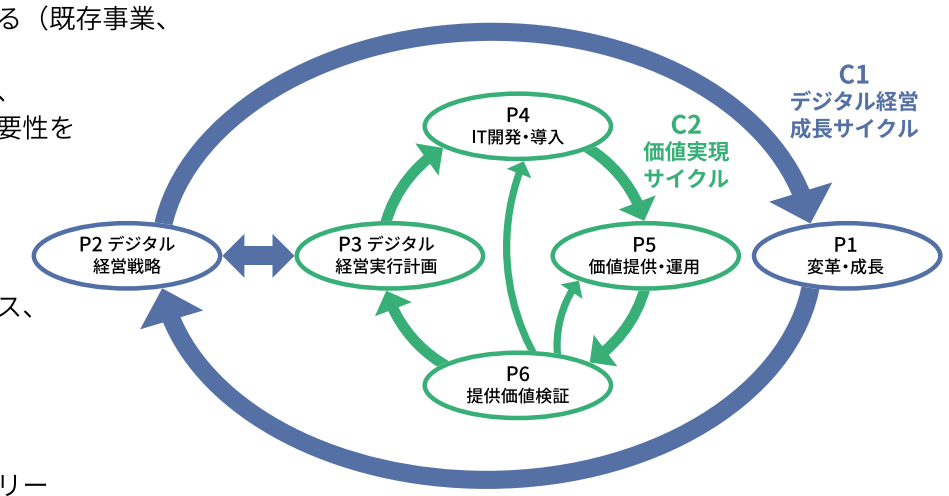 る（既存事業、
、
要性を
ス、
リー
C1
デジタル経営
成長サイクル
C2
価値実現
サイクル
P4
IT開発・導入
P2 デジタル
経営戦略
P3 デジタル
経営実行計画
P5
価値提供・運用
P1
変革・成長
P6
提供価値検証